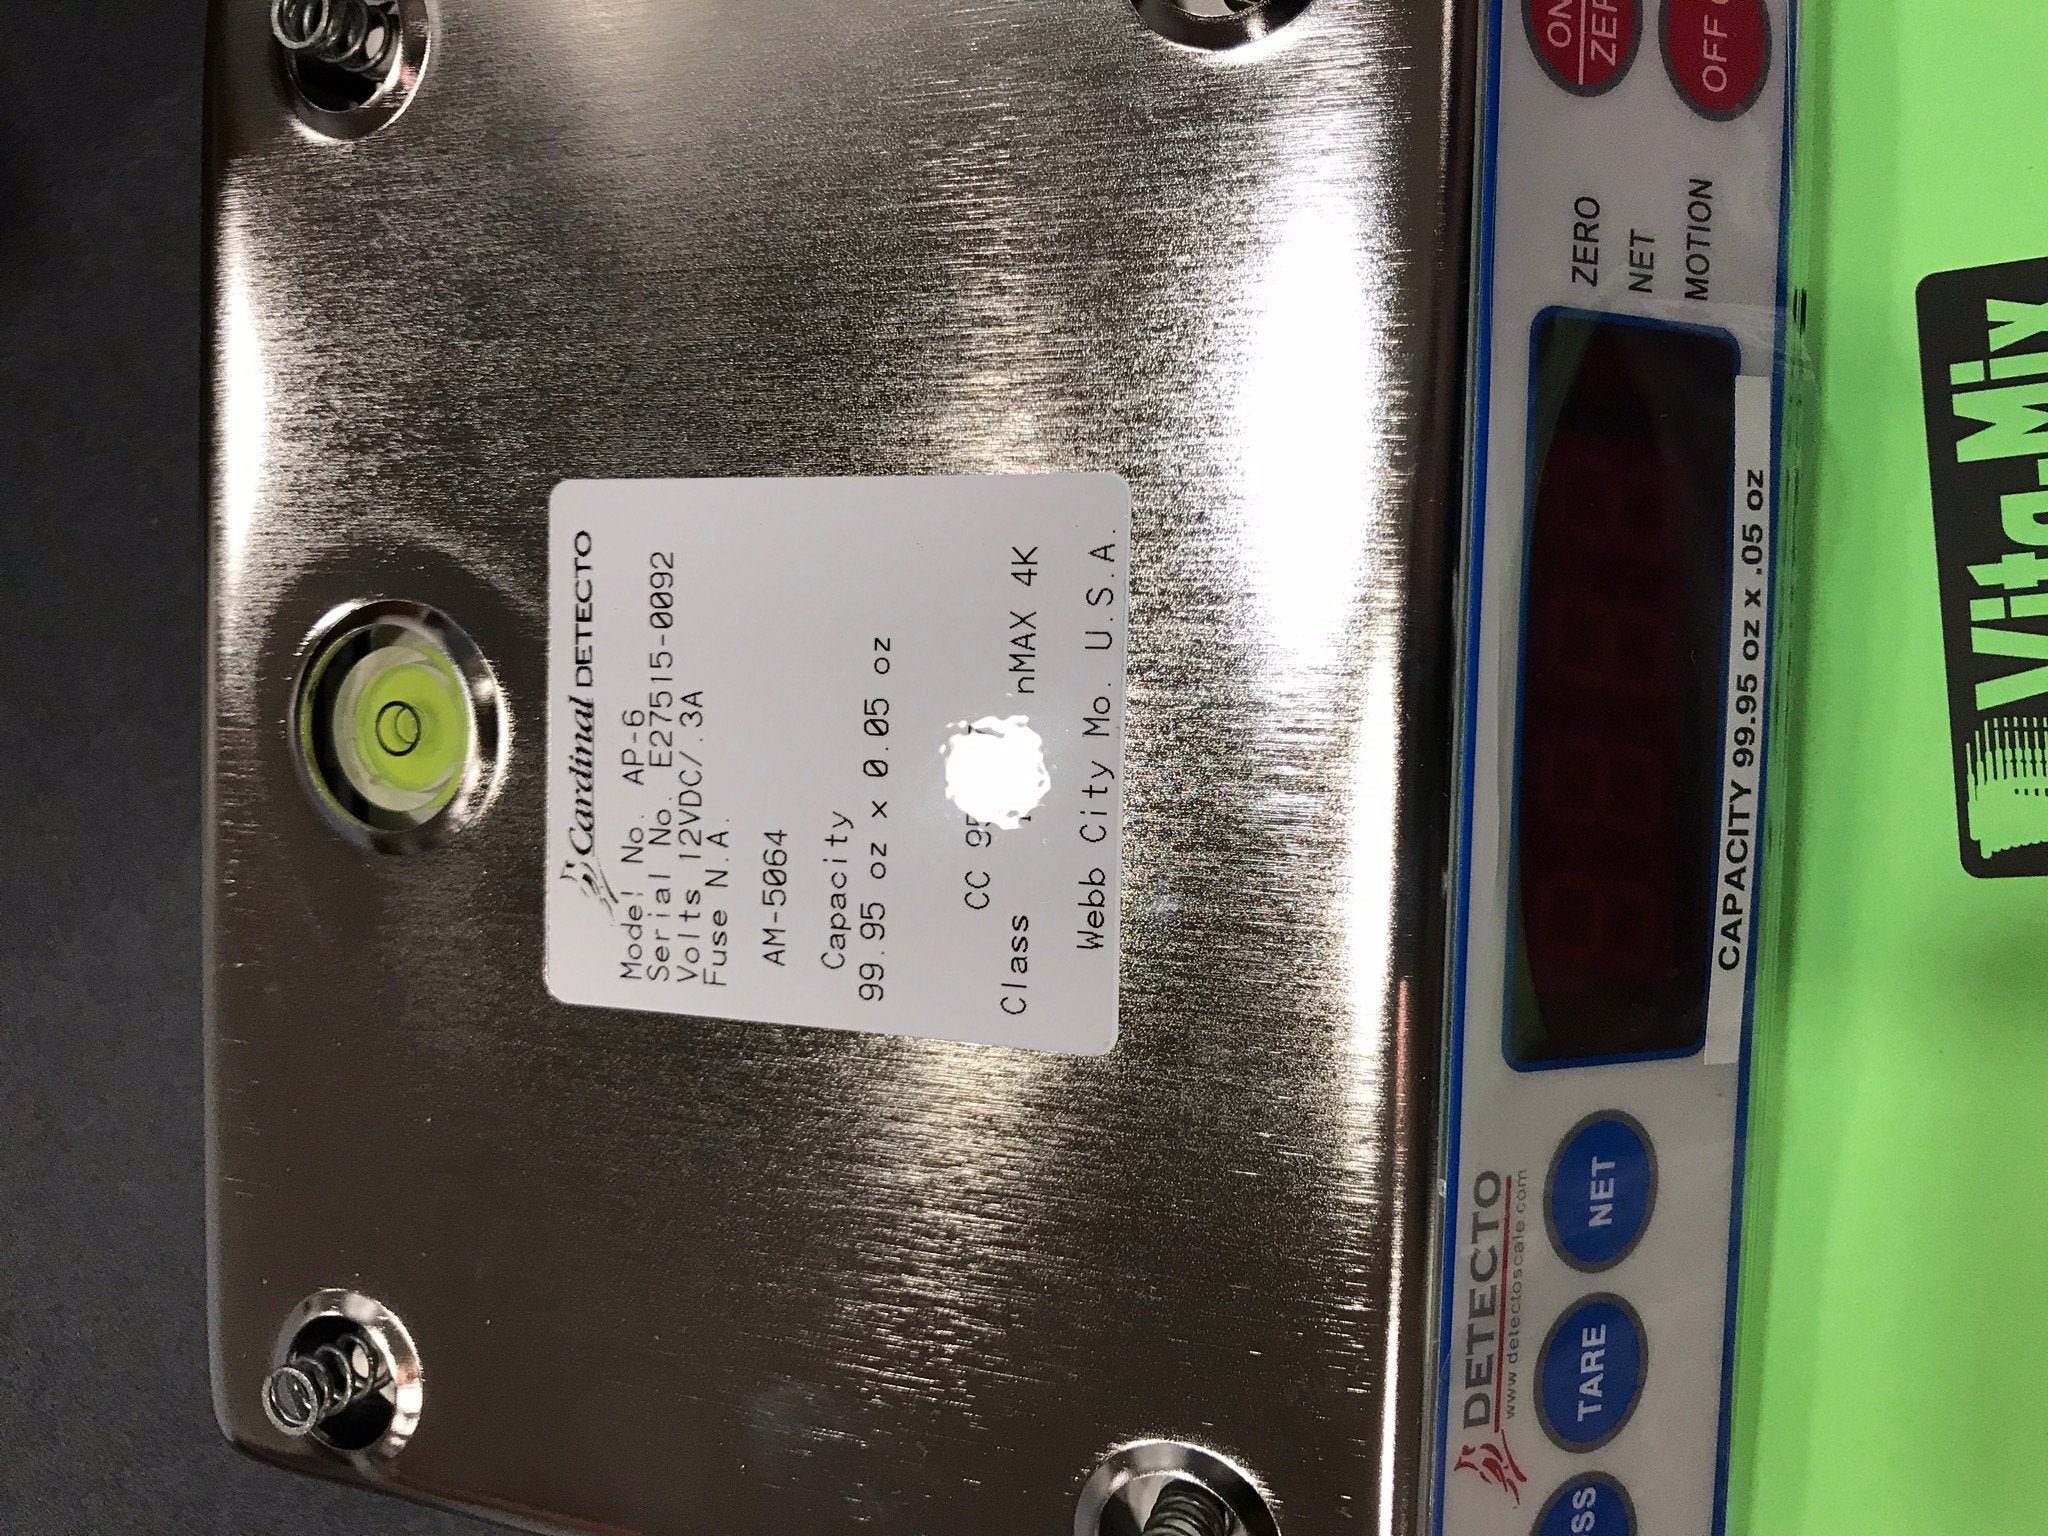 Cardinal DETECTO
Model No. AP-6
Serial No. E27515-0092
Volts 12VDC/.3A
Fuse N.A.
AM-5064
Capacity
99.95 oz x 0.05 oz
CC
Class nMAX 4K
Webb City Mo. U.S.A.
DETECTO
www.detectoscale.com
TARE
NET
CAPACITY 99.95 oz x .05 oz
ZERO
NET
MOTION
ON
OFF
Vita-Mix